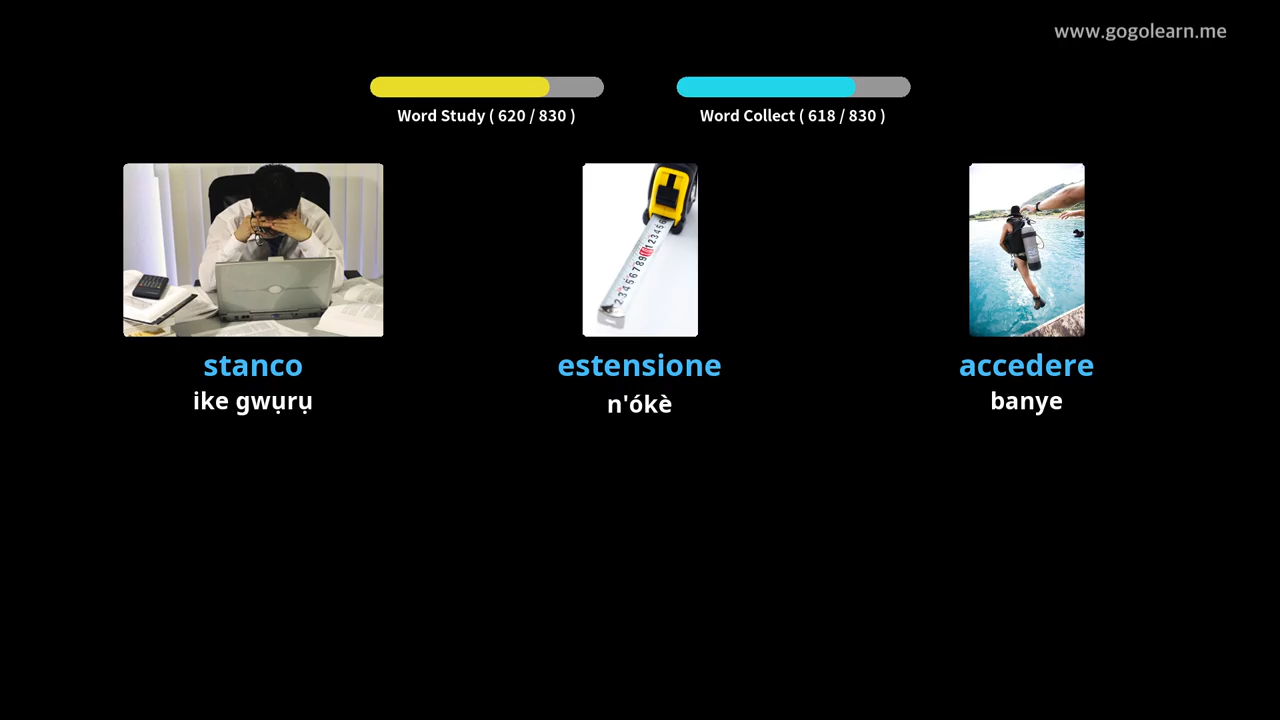 www.gogolearn.me
Word Study ( 620 / 830 )
Word Collect ( 618 / 830 )
stanco
ike gwụrụ
estensione
n'ókè
accedere
banye